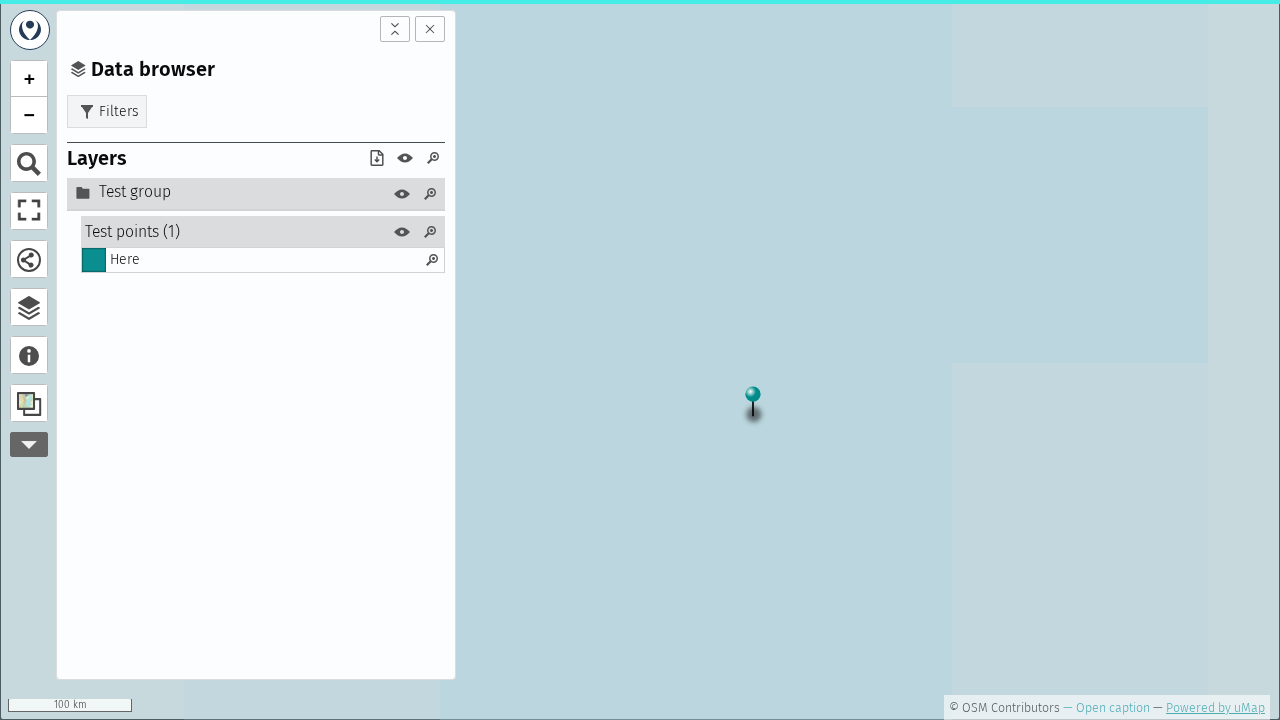 +
−
Data browser
Filters
Layers
Test group
Test points (1)
Here
100 km
© OSM Contributors — Open caption — Powered by uMap